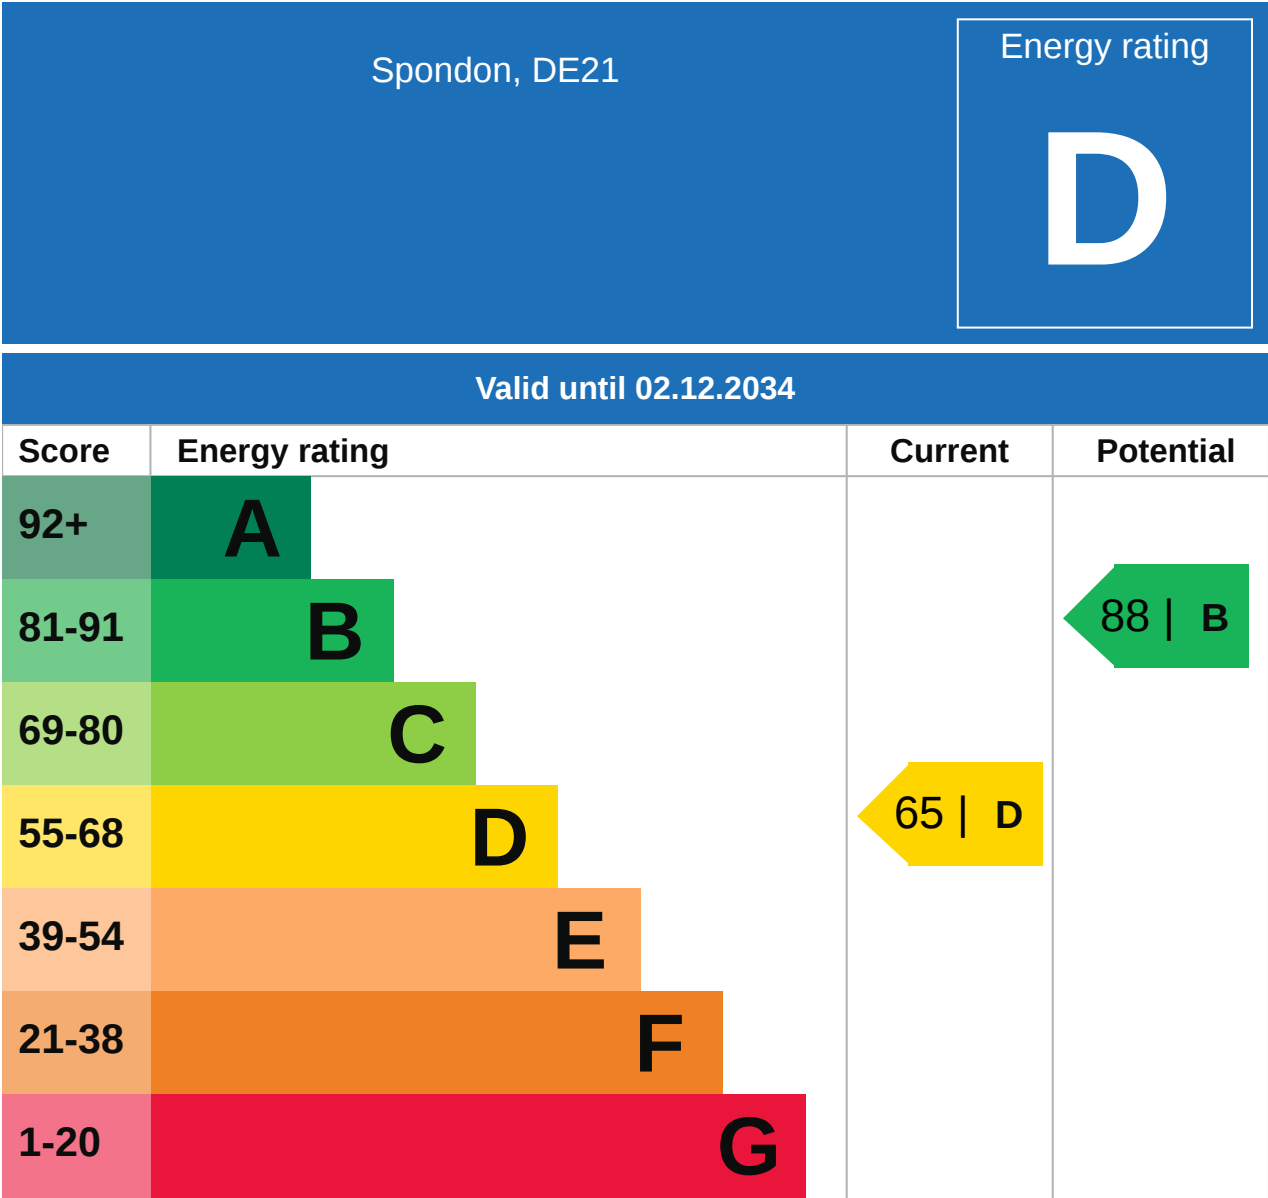 Spondon, DE21
Energy rating
D
Valid until 02.12.2034
Score Energy rating Current Potential
92+ A
81-91 B 88 | B
69-80 C
55-68 D 65 | D
39-54 E
21-38 F
1-20 G